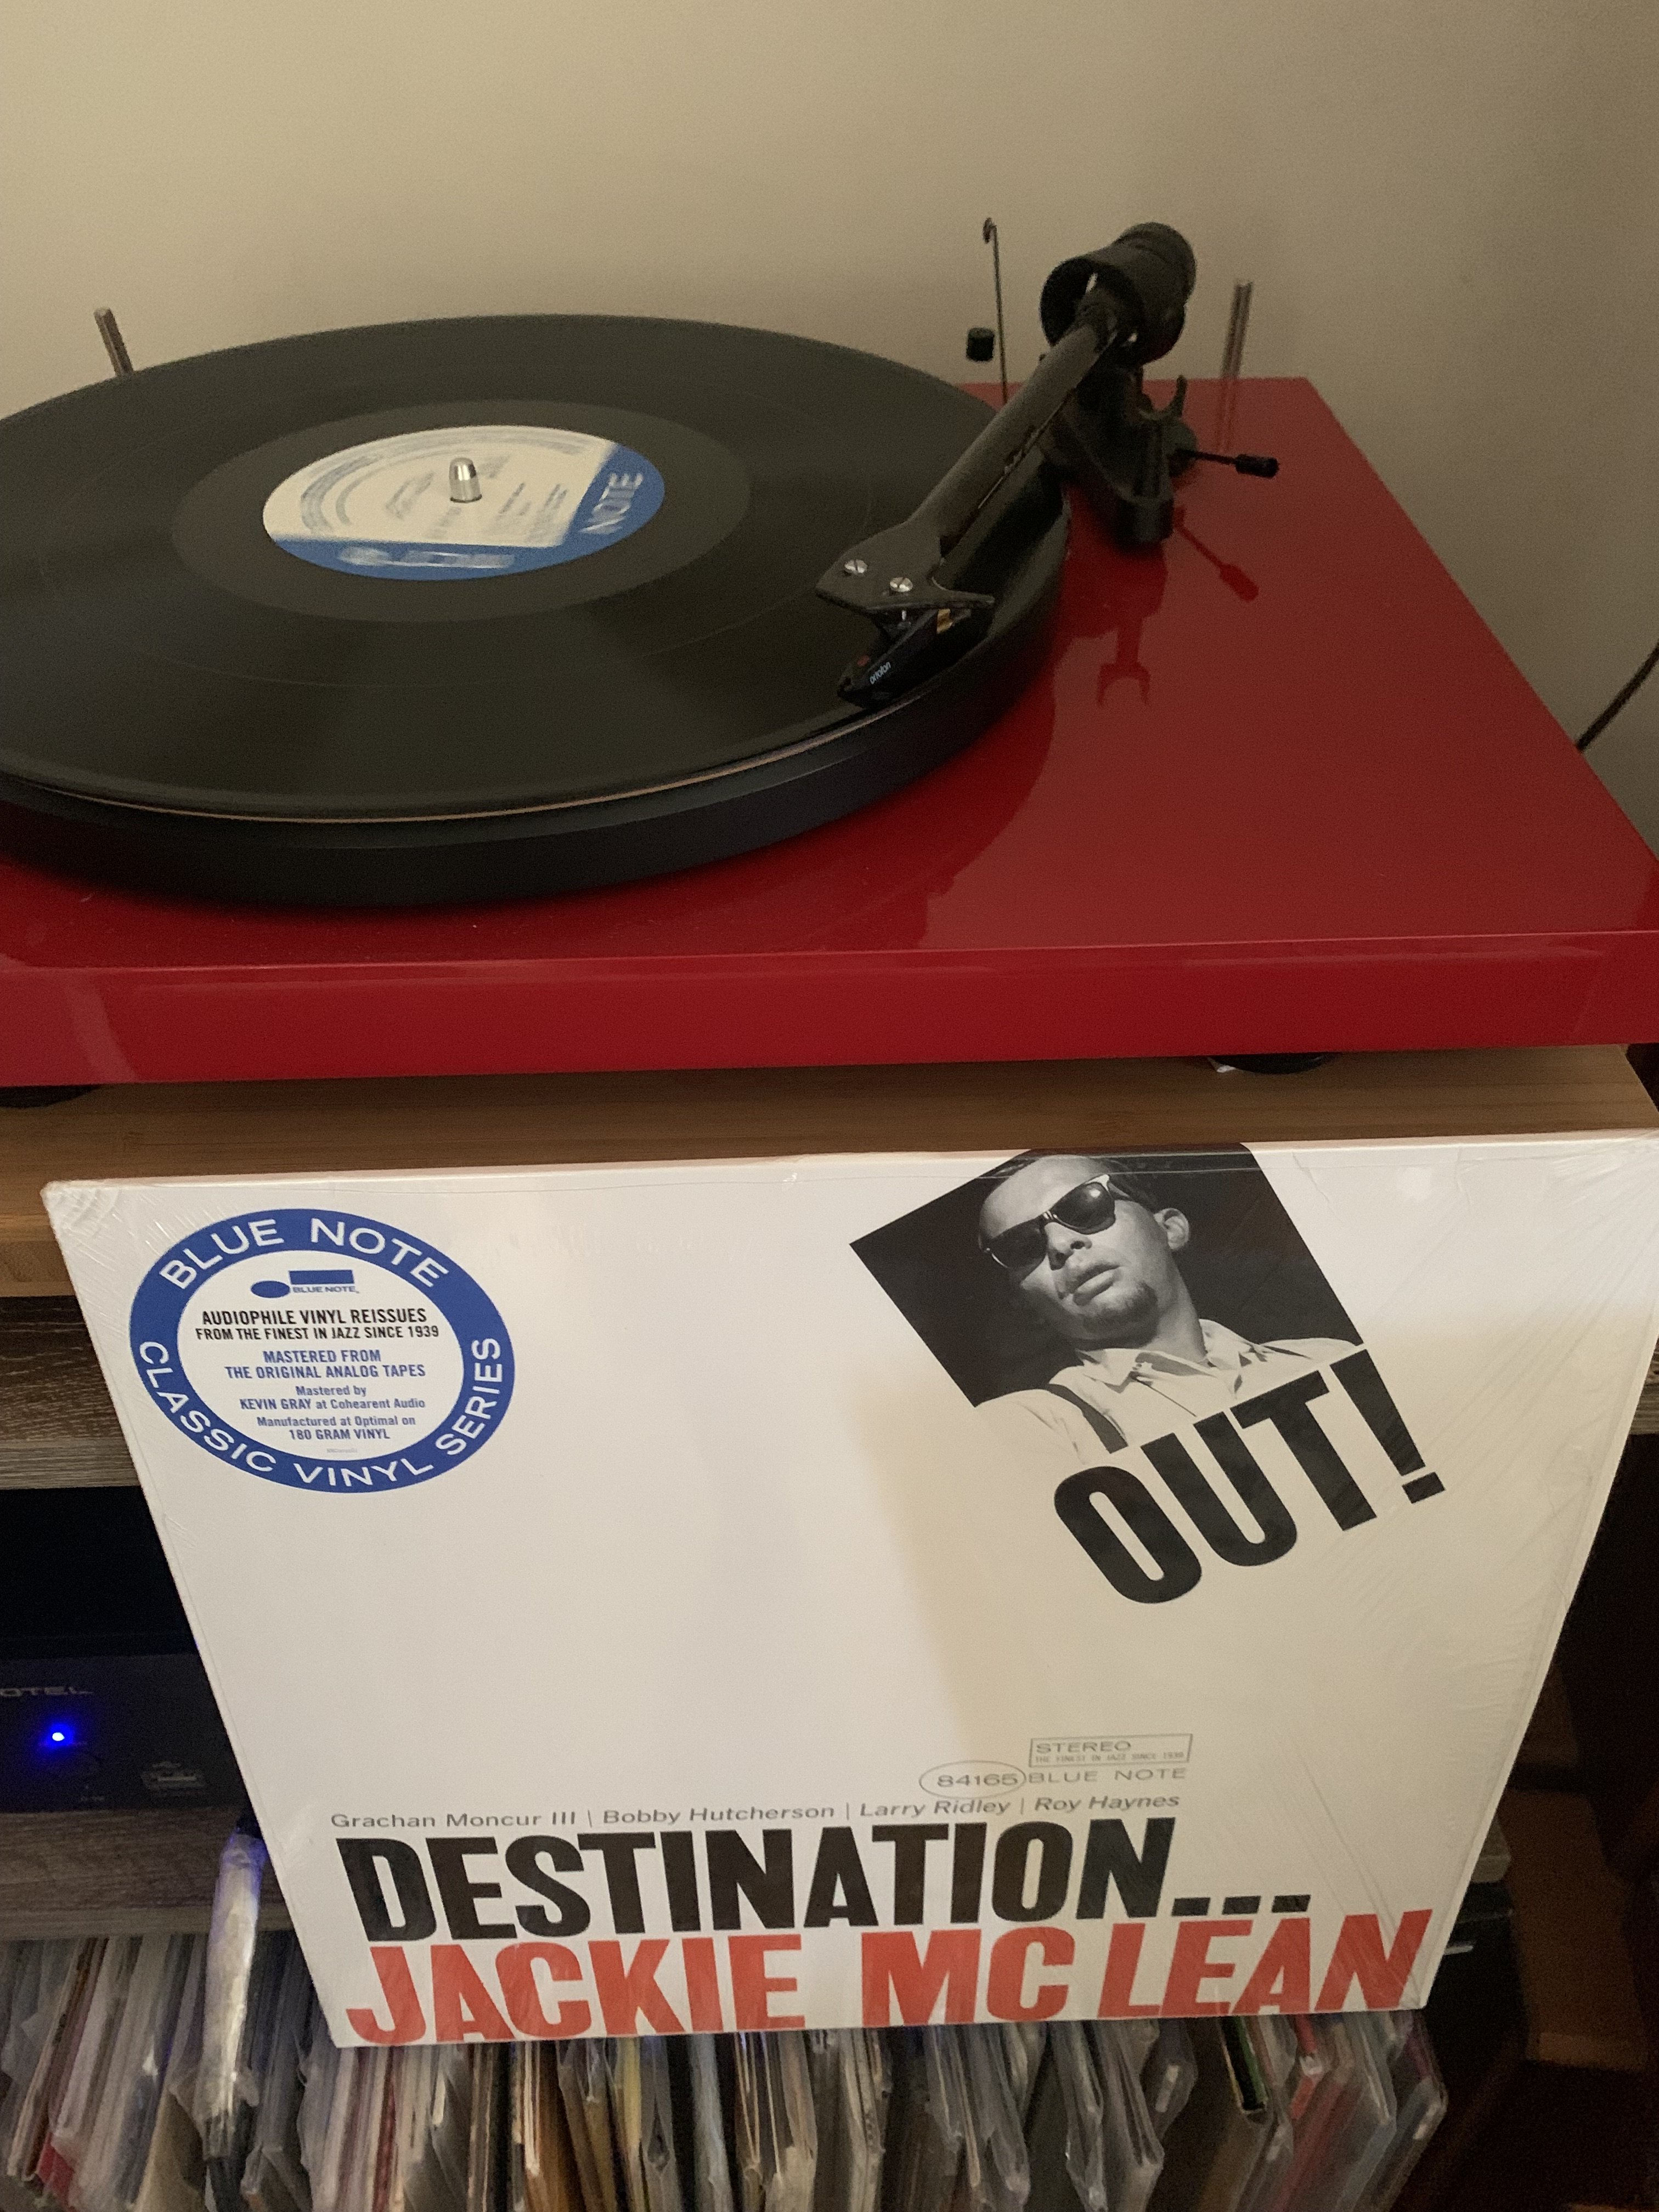 NOTE
ortofon
BLUE NOTE
BLUE NOTE
AUDIOPHILE VINYL REISSUES
FROM THE FINEST IN JAZZ SINCE 1939
MASTERED FROM
THE ORIGINAL ANALOG TAPES
Mastered by
KEVIN GRAY at Cohearent Audio
Manufactured at Optimal on
180 GRAM VINYL
CLASSIC VINYL SERIES
OUT!
STEREO
THE FINEST IN JAZZ SINCE 1939
84165 BLUE NOTE
Grachan Moncur III | Bobby Hutcherson | Larry Ridley | Roy Haynes
DESTINATION...
JACKIE MCLEAN
OTEL